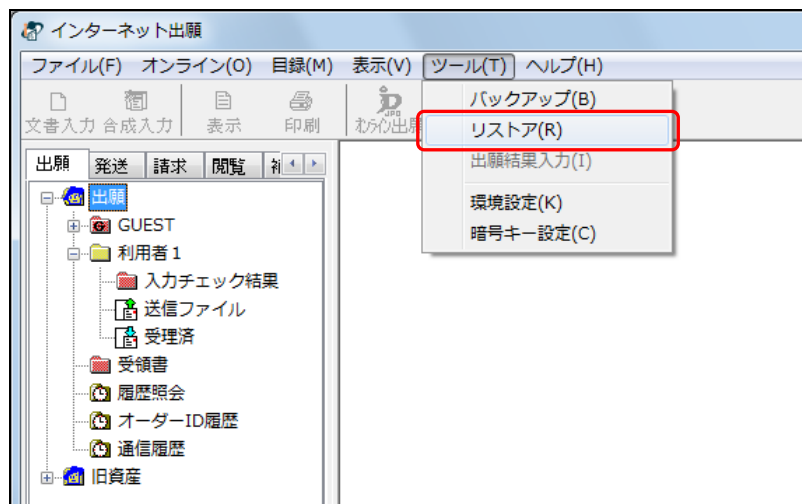 インターネット出願
ファイル(F) オンライン(O) 目録(M) 表示(V) ツール(T) ヘルプ(H)
文書入力 合成入力 表示 印刷
JPO
バックアップ(B)
リストア(R)
出願結果入力(I)
環境設定(K)
暗号キー設定(C)
出願 発送 請求 閲覧
出願
GUEST
利用者1
入力チェック結果
送信ファイル
受理済
受領書
履歴照会
オーダーID履歴
通信履歴
旧資産